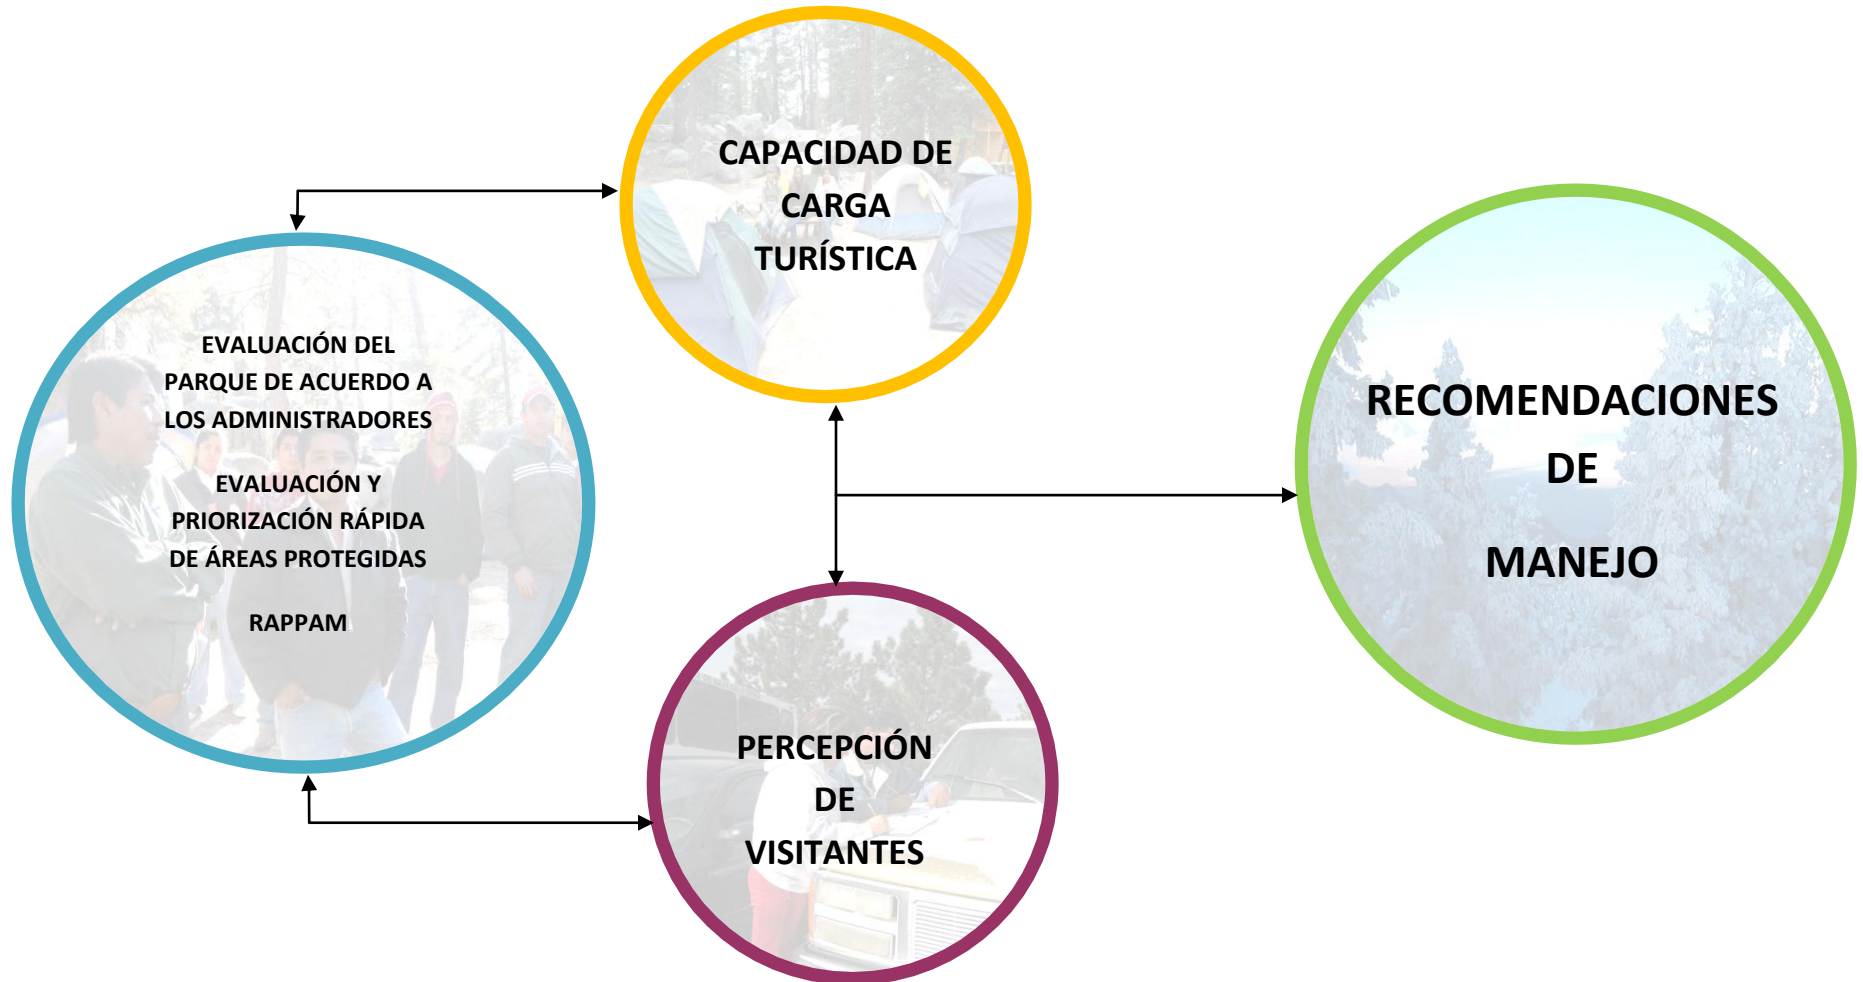 CAPACIDAD DE
CARGA
TURÍSTICA
EVALUACIÓN DEL
PARQUE DE ACUERDO A
LOS ADMINISTRADORES
EVALUACIÓN Y
PRIORIZACIÓN RÁPIDA
DE ÁREAS PROTEGIDAS
RAPPAM
PERCEPCIÓN
DE
VISITANTES
RECOMENDACIONES
DE
MANEJO